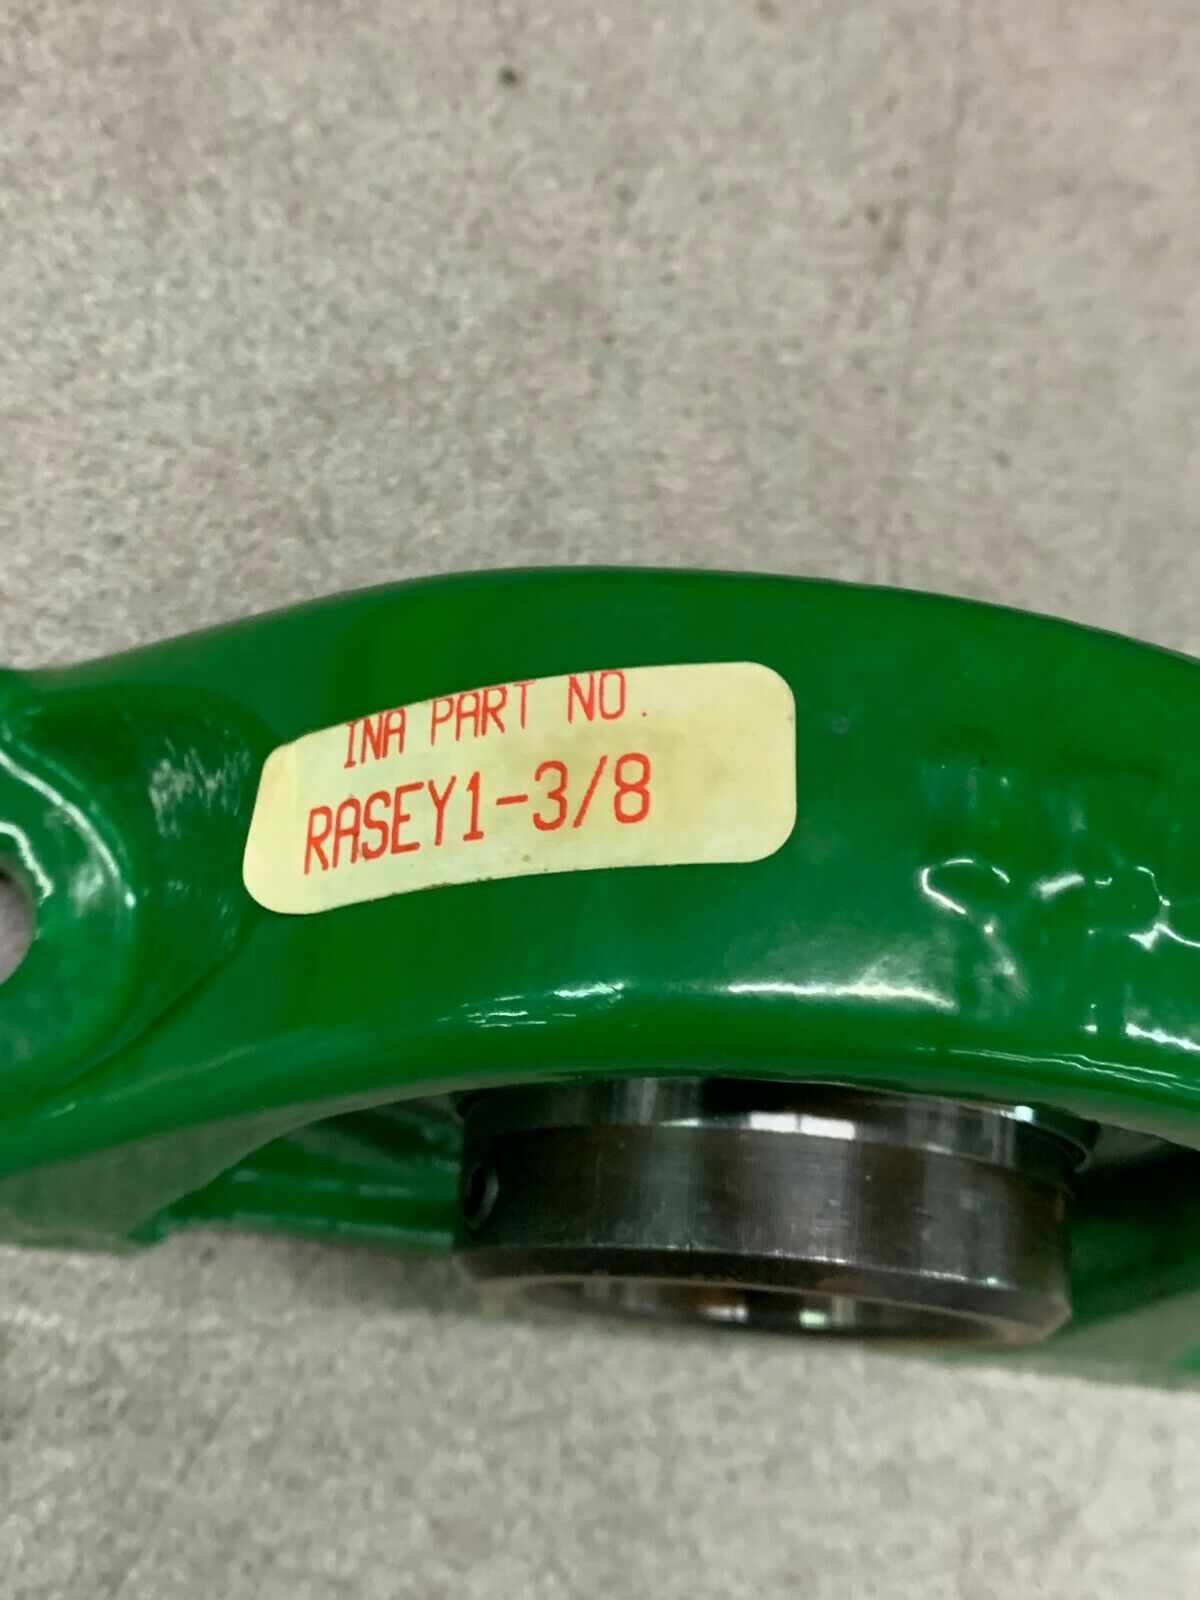 INA PART NO.
RASEY1-3/8